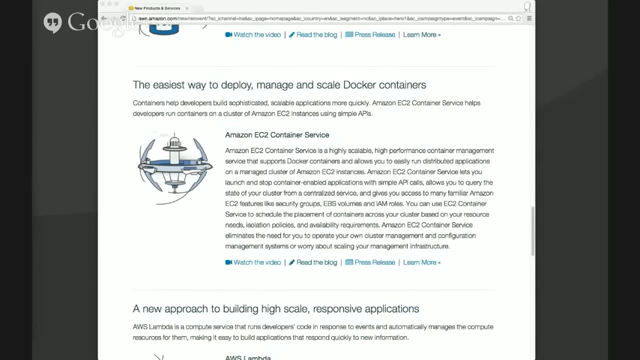 New Products & Services
Google
aws.amazon.com/new/reinvent/?sc_ichannel=ha&sc_ipage=homepage&sc_icountry=en&sc_isegment=nc&sc_iplace=hero1&sc_icampaigntype=event&sc_icampaign=
Watch the video | Read the blog | Press Release | Learn More »
The easiest way to deploy, manage and scale Docker containers
Containers help developers build sophisticated, scalable applications more quickly. Amazon EC2 Container Service helps
developers run containers on a cluster of Amazon EC2 instances using simple APIs.
Amazon EC2 Container Service
Amazon EC2 Container Service is a highly scalable, high performance container management
service that supports Docker containers and allows you to easily run distributed applications
on a managed cluster of Amazon EC2 instances. Amazon EC2 Container Service lets you
launch and stop container-enabled applications with simple API calls, allows you to query the
state of your cluster from a centralized service, and gives you access to many familiar Amazon
EC2 features like security groups, EBS volumes and IAM roles. You can use EC2 Container
Service to schedule the placement of containers across your cluster based on your resource
needs, isolation policies, and availability requirements. Amazon EC2 Container Service
eliminates the need for you to operate your own cluster management and configuration
management systems or worry about scaling your management infrastructure.
Watch the video | Read the blog | Press Release | Learn More »
A new approach to building high scale, responsive applications
AWS Lambda is a compute service that runs developers' code in response to events and automatically manages the compute
resources for them, making it easy to build applications that respond quickly to new information.
AWS Lambda